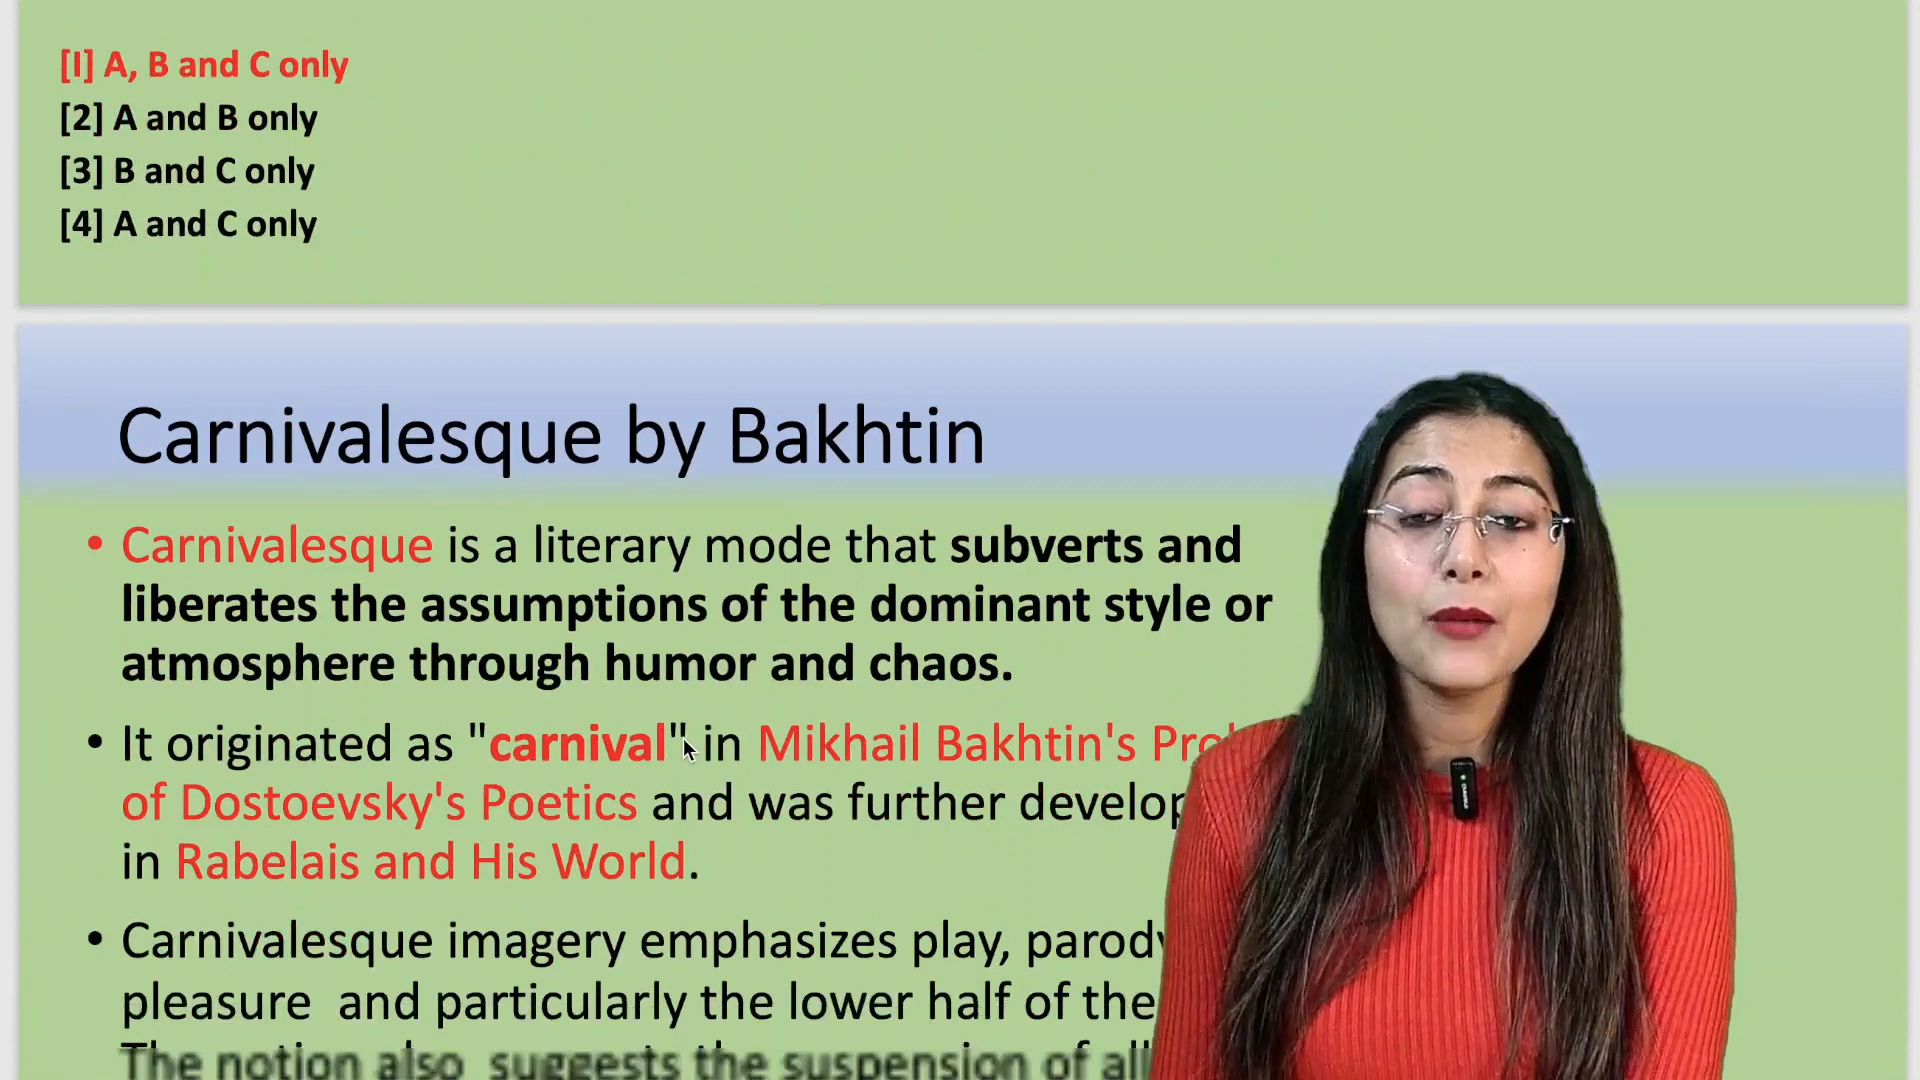 [I] A, B and C only
[2] A and B only
[3] B and C only
[4] A and C only
Carnivalesque by Bakhtin
• Carnivalesque is a literary mode that subverts and
liberates the assumptions of the dominant style or
atmosphere through humor and chaos.
• It originated as "carnival" in Mikhail Bakhtin's
of Dostoevsky's Poetics and was further
in Rabelais and His World.
• Carnivalesque imagery emphasizes play, parody
pleasure and particularly the lower half of the
The notion also suggests the suspension of all